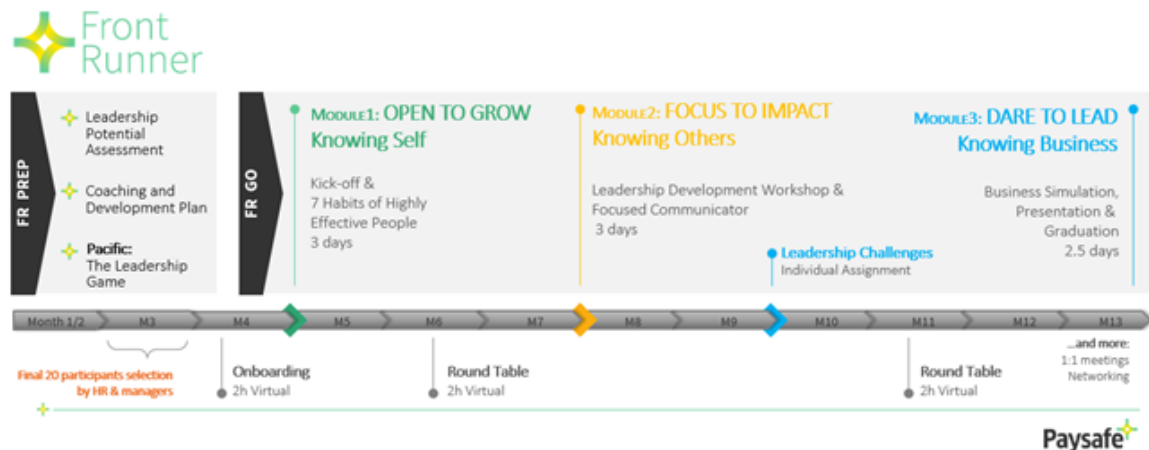 Front
Runner
FR PREP
Leadership
Potential
Assessment
Coaching and
Development Plan
Pacific:
The Leadership
Game
FR GO
MODULE1: OPEN TO GROW
Knowing Self
Kick-off &
7 Habits of Highly
Effective People
3 days
MODULE2: FOCUS TO IMPACT
Knowing Others
Leadership Development Workshop &
Focused Communicator
3 days
Leadership Challenges
Individual Assignment
MODULE3: DARE TO LEAD
Knowing Business
Business Simulation,
Presentation &
Graduation
2.5 days
Month 1/2
M3
M4
M5
M6
M7
M8
M9
M10
M11
M12
M13
Final 20 participants selection
by HR & managers
Onboarding
2h Virtual
Round Table
2h Virtual
Round Table
2h Virtual
...and more:
1:1 meetings
Networking
Paysafe